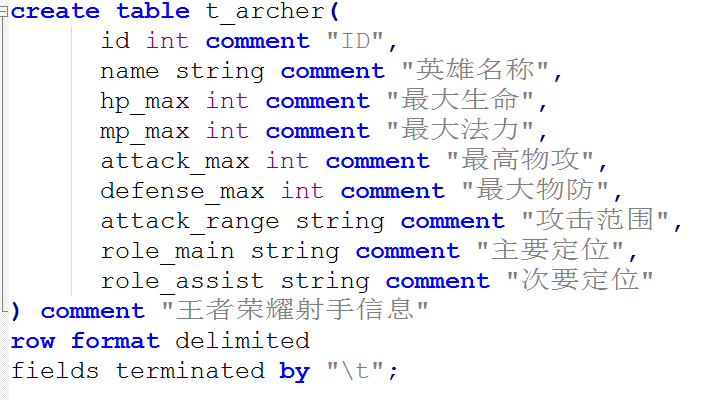 create table t_archer(
id int comment "ID",
name string comment "英雄名称",
hp_max int comment "最大生命",
mp_max int comment "最大法力",
attack_max int comment "最高物攻",
defense_max int comment "最大物防",
attack_range string comment "攻击范围",
role_main string comment "主要定位",
role_assist string comment "次要定位"
) comment "王者荣耀射手信息"
row format delimited
fields terminated by "\t";